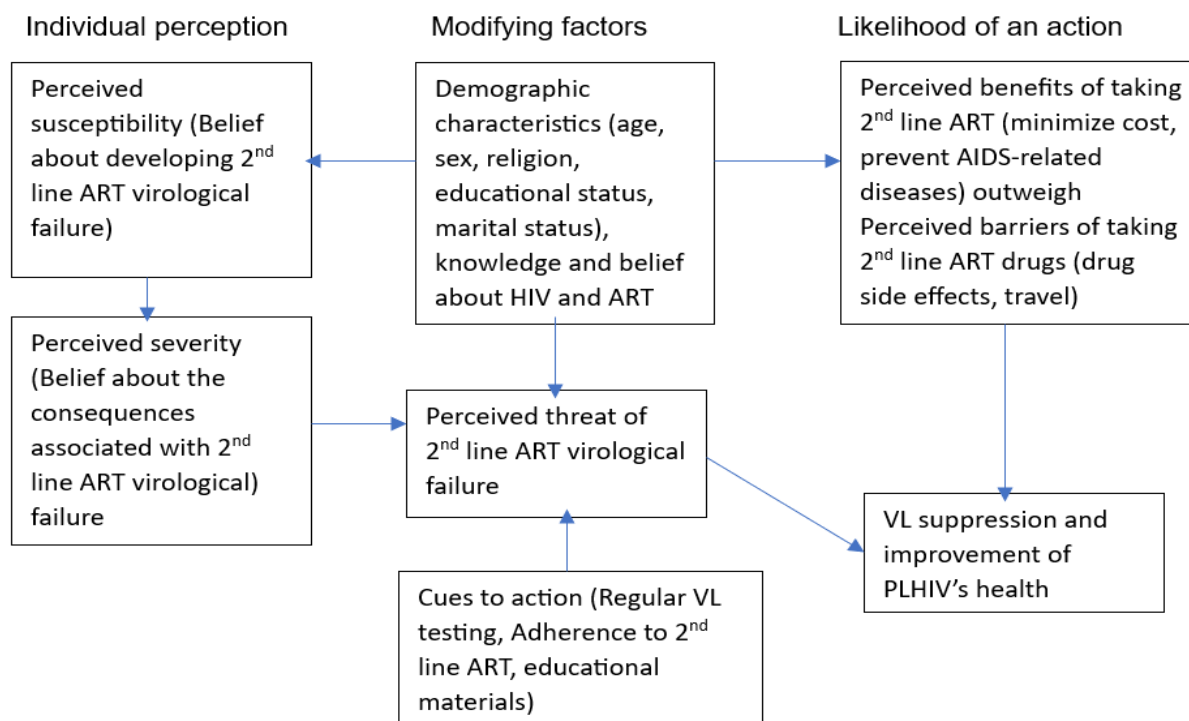 Individual perception
Modifying factors
Likelihood of an action
Perceived
susceptibility (Belief
about developing 2nd
line ART virological
failure)
Demographic
characteristics (age,
sex, religion,
educational status,
marital status),
knowledge and belief
about HIV and ART
Perceived benefits of taking
2nd line ART (minimize cost,
prevent AIDS-related
diseases) outweigh
Perceived barriers of taking
2nd line ART drugs (drug
side effects, travel)
Perceived severity
(Belief about the
consequences
associated with 2nd
line ART virological)
failure
Perceived threat of
2nd line ART virological
failure
VL suppression and
improvement of
PLHIV’s health
Cues to action (Regular VL
testing, Adherence to 2nd
line ART, educational
materials)